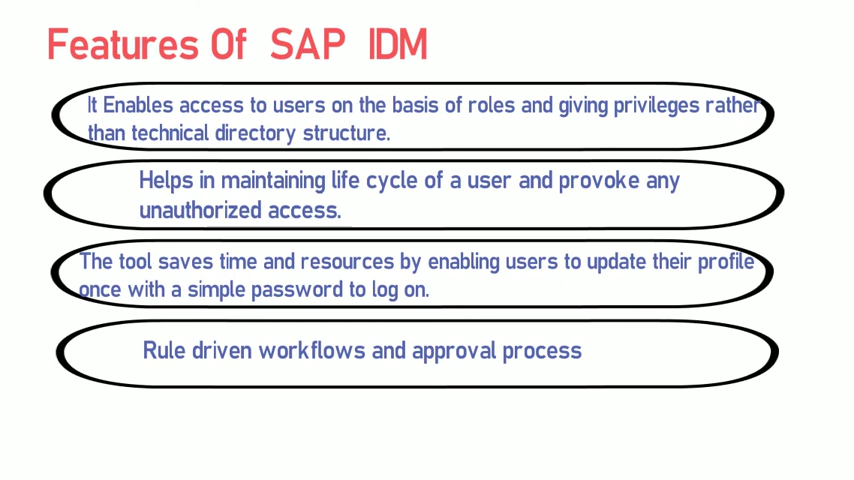 Features Of SAP IDM
It Enables access to users on the basis of roles and giving privileges rather
than technical directory structure.
Helps in maintaining life cycle of a user and provoke any
unauthorized access.
The tool saves time and resources by enabling users to update their profile
once with a simple password to log on.
Rule driven workflows and approval process